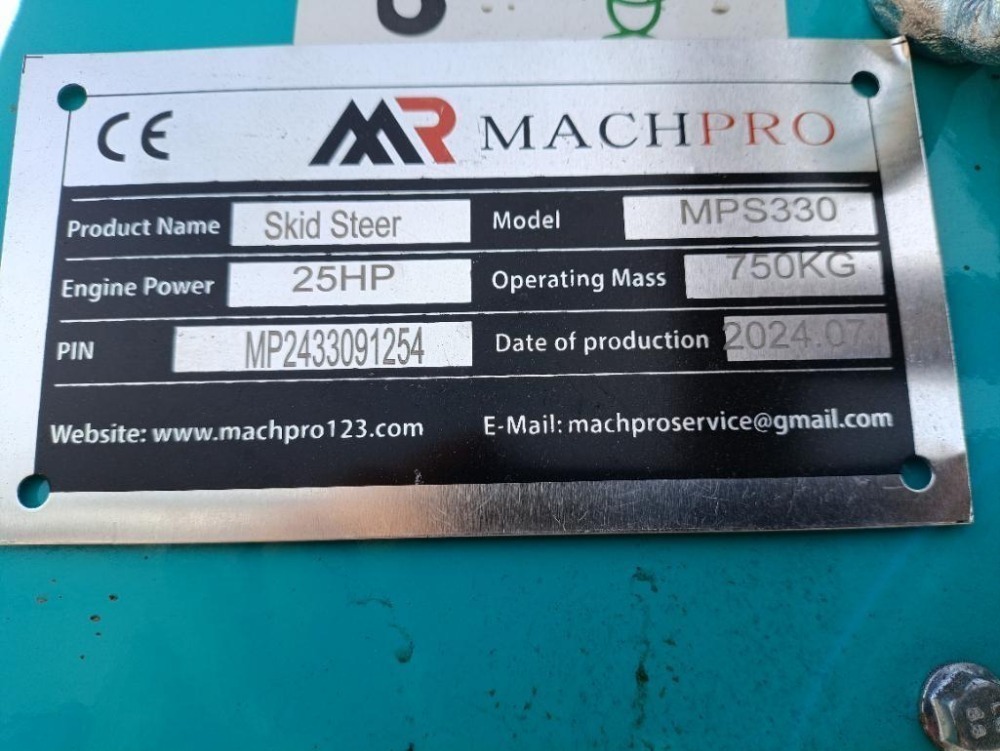 CE MR MACHPRO
Product Name Skid Steer Model MPS330
Engine Power 25HP Operating Mass 750KG
PIN MP2433091254 Date of production 2024.07
Website: www.machpro123.com E-Mail: machproservice@gmail.com